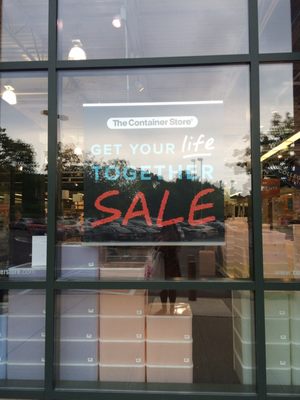 The Container Store
GET YOUR life
TOGETHER
SALE